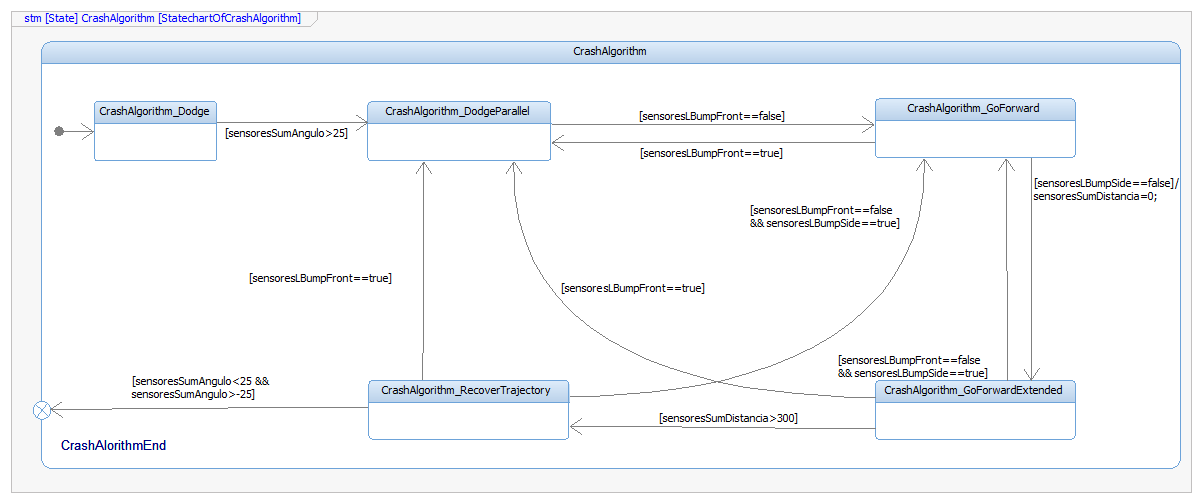 stm [State] CrashAlgorithm [StatechartOfCrashAlgorithm]
CrashAlgorithm
CrashAlgorithm_Dodge
CrashAlgorithm_DodgeParallel
CrashAlgorithm_GoForward
[sensoresLBumpFront==false]
[sensoresSumAngulo>25]
[sensoresLBumpFront==true]
[sensoresLBumpSide==false]/
sensoresSumDistancia=0;
[sensoresLBumpFront==false
&& sensoresLBumpSide==true]
[sensoresLBumpFront==true]
[sensoresLBumpFront==true]
[sensoresLBumpFront==false
&& sensoresLBumpSide==true]
[sensoresSumAngulo<25 &&
sensoresSumAngulo>-25]
CrashAlgorithm_RecoverTrajectory
CrashAlgorithm_GoForwardExtended
[sensoresSumDistancia>300]
CrashAlorithmEnd